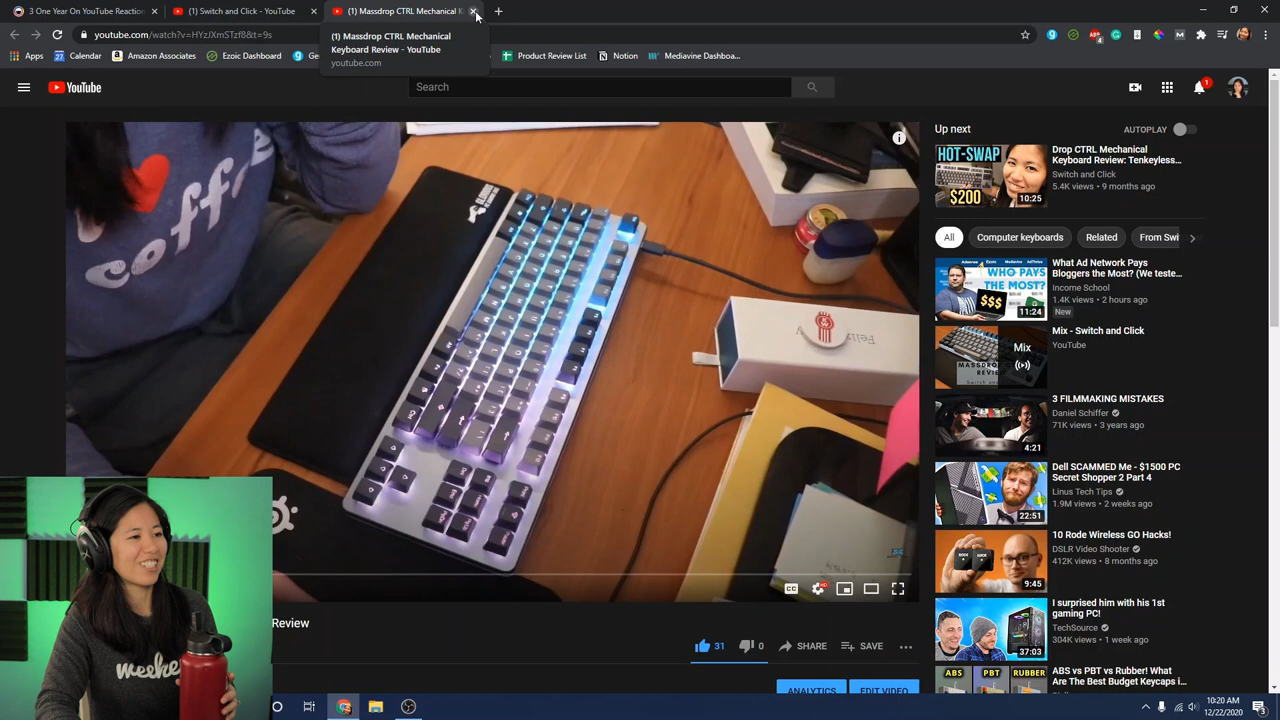 3 One Year On YouTube Reaction
(1) Switch and Click - YouTube
(1) Massdrop CTRL Mechanical K
youtube.com/watch?v=HYzJXmSTzf8&t=9s
(1) Massdrop CTRL Mechanical
Keyboard Review - YouTube
youtube.com
Apps
Calendar
Amazon Associates
Ezoic Dashboard
Product Review List
Notion
Mediavine Dashboa...
YouTube
Search
1
coffee
GLORIOUS
Up next
AUTOPLAY
HOT-SWAP
$200
10:25
Drop CTRL Mechanical
Keyboard Review: Tenkeyless...
Switch and Click
5.4K views • 9 months ago
All
Computer keyboards
Related
From Swi
WHO PAYS
THE MOST?
$$$
11:24
What Ad Network Pays
Bloggers the Most? (We teste...
Income School
1.4K views • 2 hours ago
New
Mix
Mix - Switch and Click
YouTube
4:21
3 FILMMAKING MISTAKES
Daniel Schiffer
71K views • 3 years ago
22:51
Dell SCAMMED Me - $1500 PC
Secret Shopper 2 Part 4
Linus Tech Tips
1.9M views • 2 weeks ago
9:45
10 Rode Wireless GO Hacks!
DSLR Video Shooter
412K views • 8 months ago
37:03
I surprised him with his 1st
gaming PC!
TechSource
304K views • 1 week ago
ABS
PBT
RUBBER
ABS vs PBT vs Rubber! What
Are The Best Budget Keycaps i...
CC
HD
Review
31
0
SHARE
SAVE
ANALYTICS
EDIT VIDEO
10:20 AM
12/22/2020
3